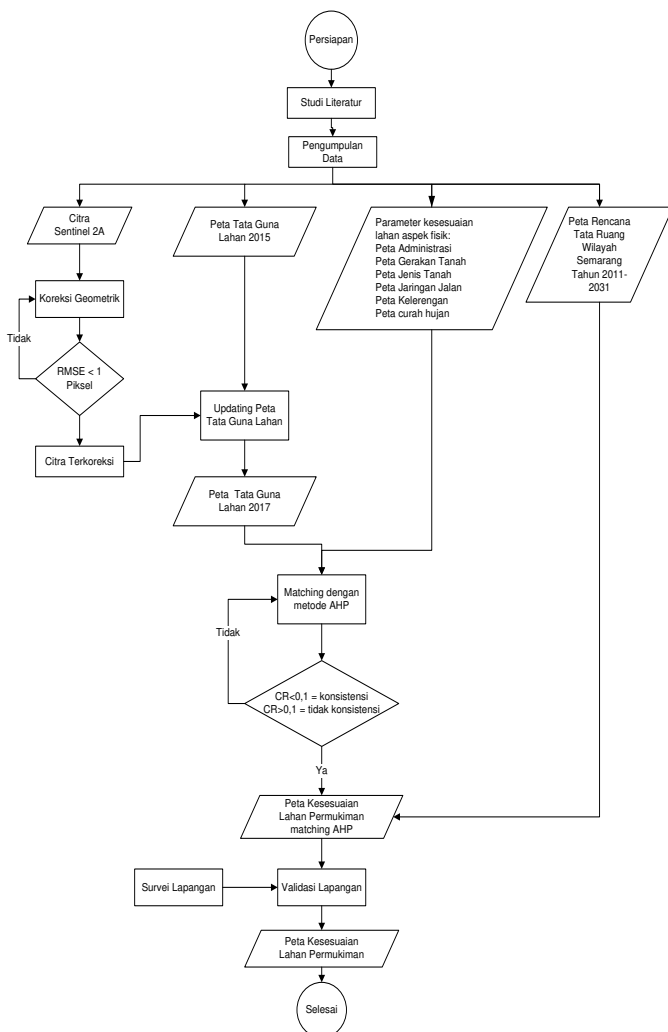 Persiapan
Studi Literatur
Pengumpulan
Data
Citra
Sentinel 2A
Peta Tata Guna
Lahan 2015
Parameter kesesuaian
lahan aspek fisik:
Peta Administrasi
Peta Gerakan Tanah
Peta Jenis Tanah
Peta Jaringan Jalan
Peta Kelerengan
Peta curah hujan
Peta Rencana
Tata Ruang
Wilayah
Semarang
Tahun 2011-
2031
Koreksi Geometrik
Tidak
RMSE < 1
Piksel
Citra Terkoreksi
Updating Peta
Tata Guna Lahan
Peta Tata Guna
Lahan 2017
Matching dengan
metode AHP
Tidak
CR<0,1 = konsistensi
CR>0,1 = tidak konsistensi
Ya
Peta Kesesuaian
Lahan Permukiman
matching AHP
Survei Lapangan
Validasi Lapangan
Peta Kesesuaian
Lahan Permukiman
Selesai